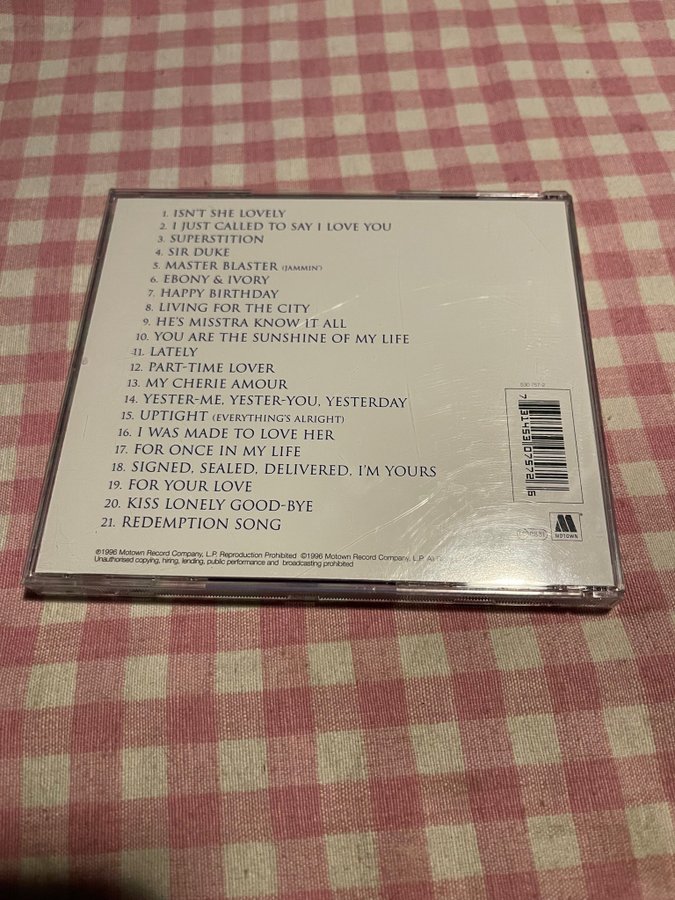 1. ISN'T SHE LOVELY
2. I JUST CALLED TO SAY I LOVE YOU
3. SUPERSTITION
4. SIR DUKE
5. MASTER BLASTER (JAMMIN')
6. EBONY & IVORY
7. HAPPY BIRTHDAY
8. LIVING FOR THE CITY
9. HE'S MISSTRA KNOW IT ALL
10. YOU ARE THE SUNSHINE OF MY LIFE
11. LATELY
12. PART-TIME LOVER
13. MY CHERIE AMOUR
14. YESTER-ME, YESTER-YOU, YESTERDAY
15. UPTIGHT (EVERYTHING'S ALRIGHT)
16. I WAS MADE TO LOVE HER
17. FOR ONCE IN MY LIFE
18. SIGNED, SEALED, DELIVERED, I'M YOURS
19. FOR YOUR LOVE
20. KISS LONELY GOOD-BYE
21. REDEMPTION SONG
530 757-2
7 31453 07572 6
MOTOWN
℗1996 Motown Record Company, L.P. Reproduction Prohibited ©1996 Motown Record Company, L.P.
Unauthorised copying, hiring, lending, public performance and broadcasting prohibited